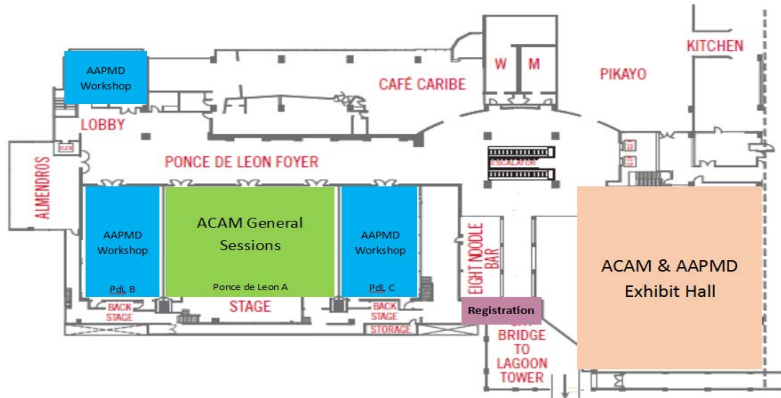 KITCHEN
AAPMD
Workshop
W
M
PIKAYO
CAFÉ CARIBE
LOBBY
PONCE DE LEON FOYER
ESCALATOR
ALMENDROS
AAPMD
Workshop
PdL B
ACAM General
Sessions
Ponce de Leon A
AAPMD
Workshop
PdL C
EIGHT NOODLE
BAR
ACAM & AAPMD
Exhibit Hall
BACK
STAGE
STAGE
BACK
STAGE
STORAGE
Registration
BRIDGE
TO
LAGOON
TOWER